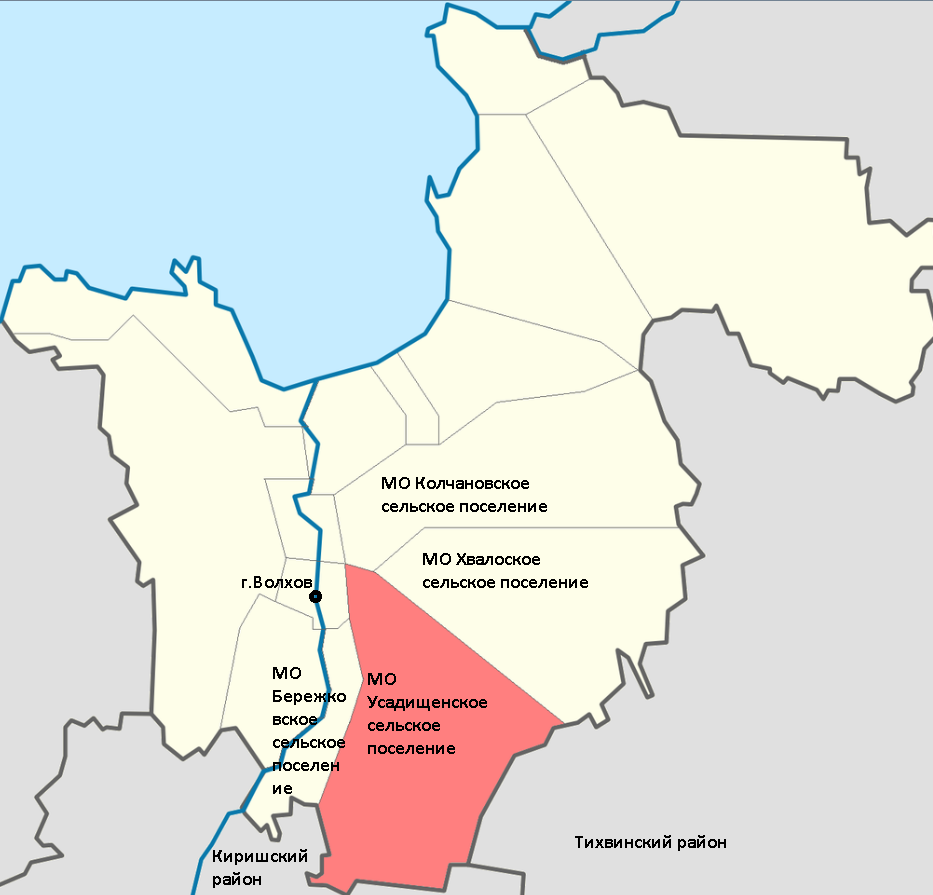 МО Колчановское
сельское поселение
МО Хвалоское
сельское поселение
г.Волхов
МО
Бережко
вское
сельское
поселен
ие
МО
Усадищенское
сельское
поселение
Тихвинский район
Киришский
район